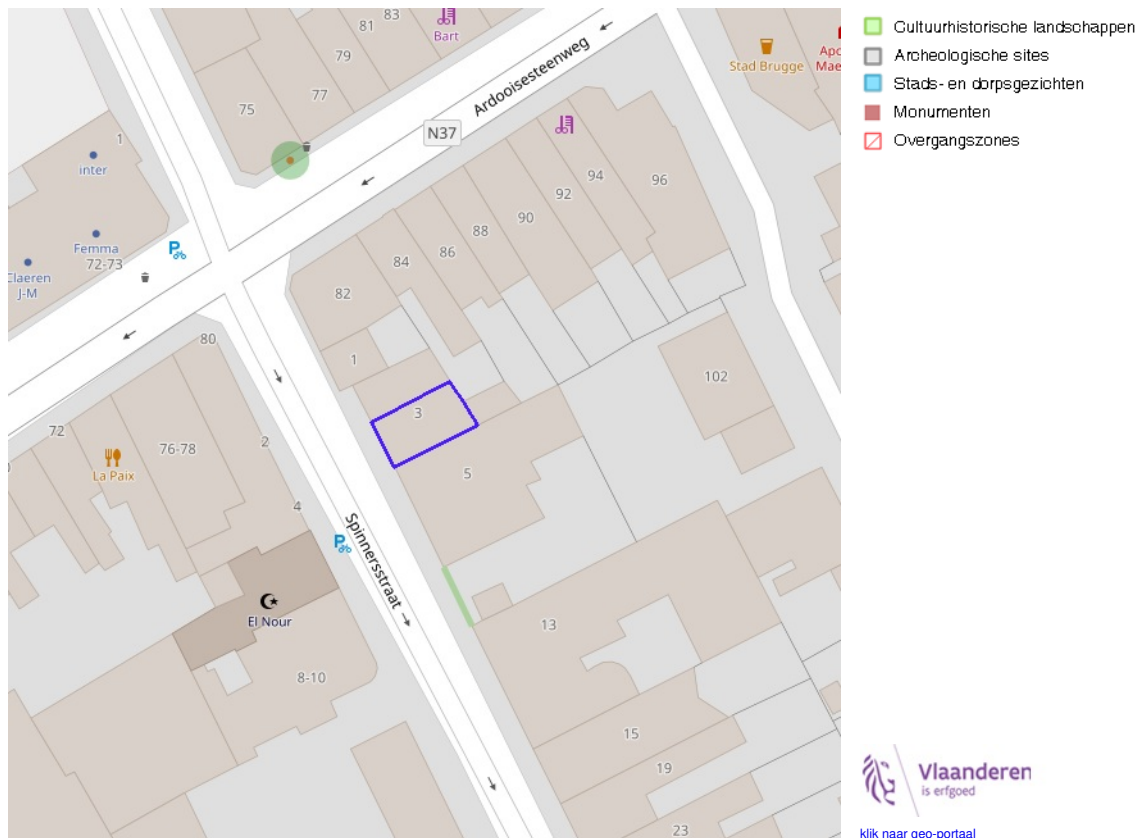 81
83
Bart
79
77
75
Ardooisesteenweg
N37
Stad Brugge
Apo
Mae
1
inter
Femma
72-73
Claeren
J-M
P
96
94
92
90
88
86
84
82
1
3
5
102
80
72
76-78
La Paix
2
4
P
Spinnersstraat
El Nour
8-10
13
15
19
23
Cultuurhistorische landschappen
Archeologische sites
Stads- en dorpsgezichten
Monumenten
Overgangszones
Vlaanderen
is erfgoed
klik naar geo-portaal